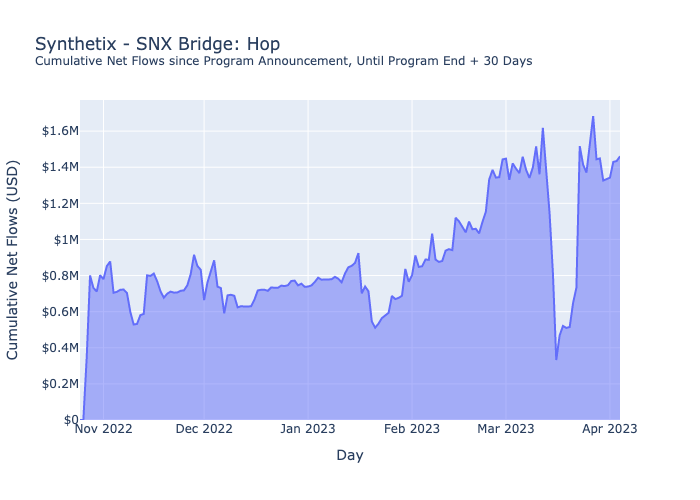 Synthetix - SNX Bridge: Hop
Cumulative Net Flows since Program Announcement, Until Program End + 30 Days
Cumulative Net Flows (USD)
$1.6M
$1.4M
$1.2M
$1M
$0.8M
$0.6M
$0.4M
$0.2M
$0
Nov 2022 Dec 2022 Jan 2023 Feb 2023 Mar 2023 Apr 2023
Day